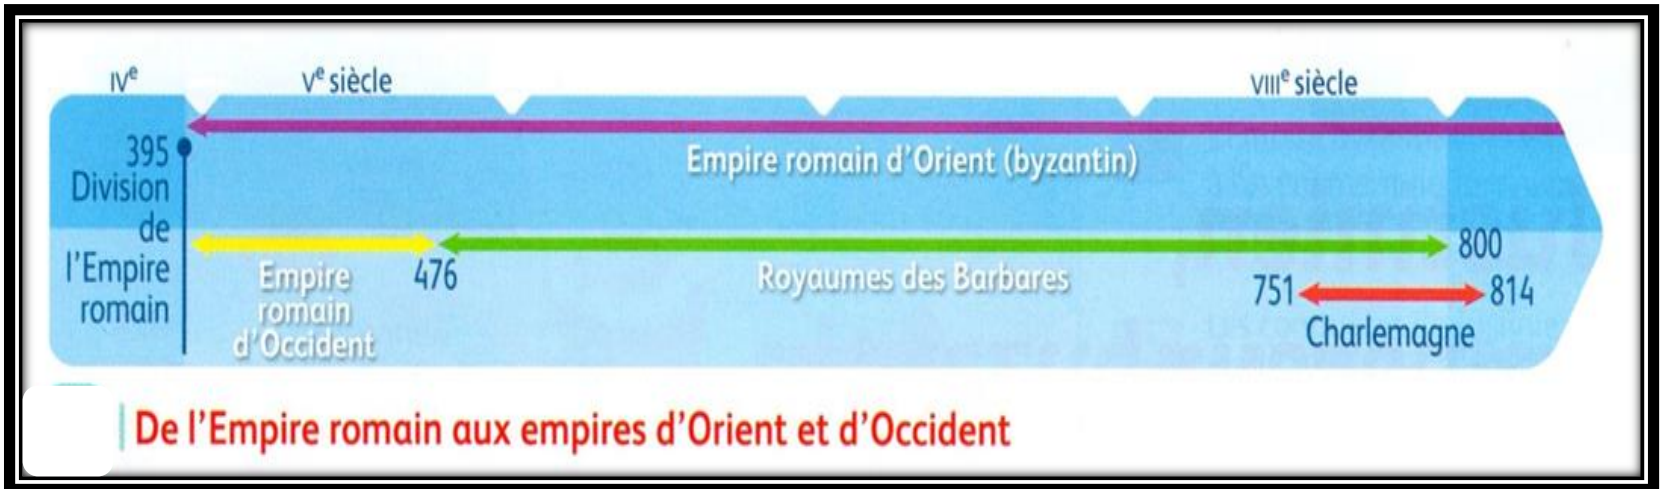 IVe
Ve siècle
VIIIe siècle
395
Division
de
l'Empire
romain
Empire romain d'Orient (byzantin)
Empire
romain
d'Occident
476
Royaumes des Barbares
800
751
814
Charlemagne
De l'Empire romain aux empires d'Orient et d'Occident